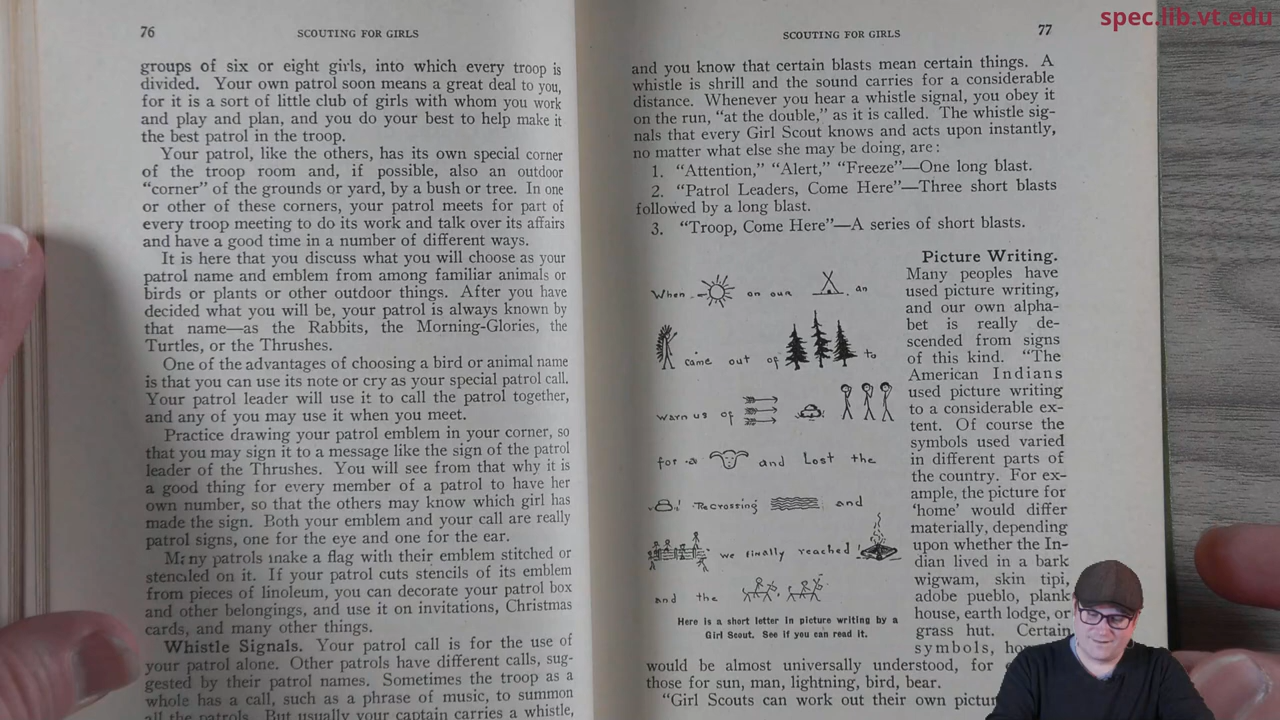 spec.lib.vt.edu
76
SCOUTING FOR GIRLS
groups of six or eight girls, into which every troop is
divided. Your own patrol soon means a great deal to you,
for it is a sort of little club of girls with whom you work
and play and plan, and you do your best to help make it
the best patrol in the troop.
Your patrol, like the others, has its own special corner
of the troop room and, if possible, also an outdoor
“corner” of the grounds or yard, by a bush or tree. In one
or other of these corners, your patrol meets for part of
every troop meeting to do its work and talk over its affairs
and have a good time in a number of different ways.
It is here that you discuss what you will choose as your
patrol name and emblem from among familiar animals or
birds or plants or other outdoor things. After you have
decided what you will be, your patrol is always known by
that name—as the Rabbits, the Morning-Glories, the
Turtles, or the Thrushes.
One of the advantages of choosing a bird or animal name
is that you can use its note or cry as your special patrol call.
Your patrol leader will use it to call the patrol together,
and any of you may use it when you meet.
Practice drawing your patrol emblem in your corner, so
that you may sign it to a message like the sign of the patrol
leader of the Thrushes. You will see from that why it is
a good thing for every member of a patrol to have her
own number, so that the others may know which girl has
made the sign. Both your emblem and your call are really
patrol signs, one for the eye and one for the ear.
Many patrols make a flag with their emblem stitched or
stenciled on it. If your patrol cuts stencils of its emblem
from pieces of linoleum, you can decorate your patrol box
and other belongings, and use it on invitations, Christmas
cards, and many other things.
Whistle Signals. Your patrol call is for the use of
your patrol alone. Other patrols have different calls, sug-
gested by their patrol names. Sometimes the troop as a
whole has a call, such as a phrase of music, to summon
all the patrols. But usually your captain carries a whistle,
SCOUTING FOR GIRLS
77
and you know that certain blasts mean certain things. A
whistle is shrill and the sound carries for a considerable
distance. Whenever you hear a whistle signal, you obey it
on the run, “at the double,” as it is called. The whistle sig-
nals that every Girl Scout knows and acts upon instantly,
no matter what else she may be doing, are:
1. “Attention,” “Alert,” “Freeze”—One long blast.
2. “Patrol Leaders, Come Here”—Three short blasts
followed by a long blast.
3. “Troop, Come Here”—A series of short blasts.
When on our an
came out of to
warn us of
for a and Lost the
Recrossing and
we finally reached
and the
Here is a short letter in picture writing by a
Girl Scout. See if you can read it.
Picture Writing.
Many peoples have
used picture writing,
and our own alpha-
bet is really de-
scended from signs
of this kind. “The
American Indians
used picture writing
to a considerable ex-
tent. Of course the
symbols used varied
in different parts of
the country. For ex-
ample, the picture for
‘home’ would differ
materially, depending
upon whether the In-
dian lived in a bark
wigwam, skin tipi,
adobe pueblo, plank
house, earth lodge, or
grass hut. Certain
symbols,
would be almost universally understood, for
those for sun, man, lightning, bird, bear.
“Girl Scouts can work out their own